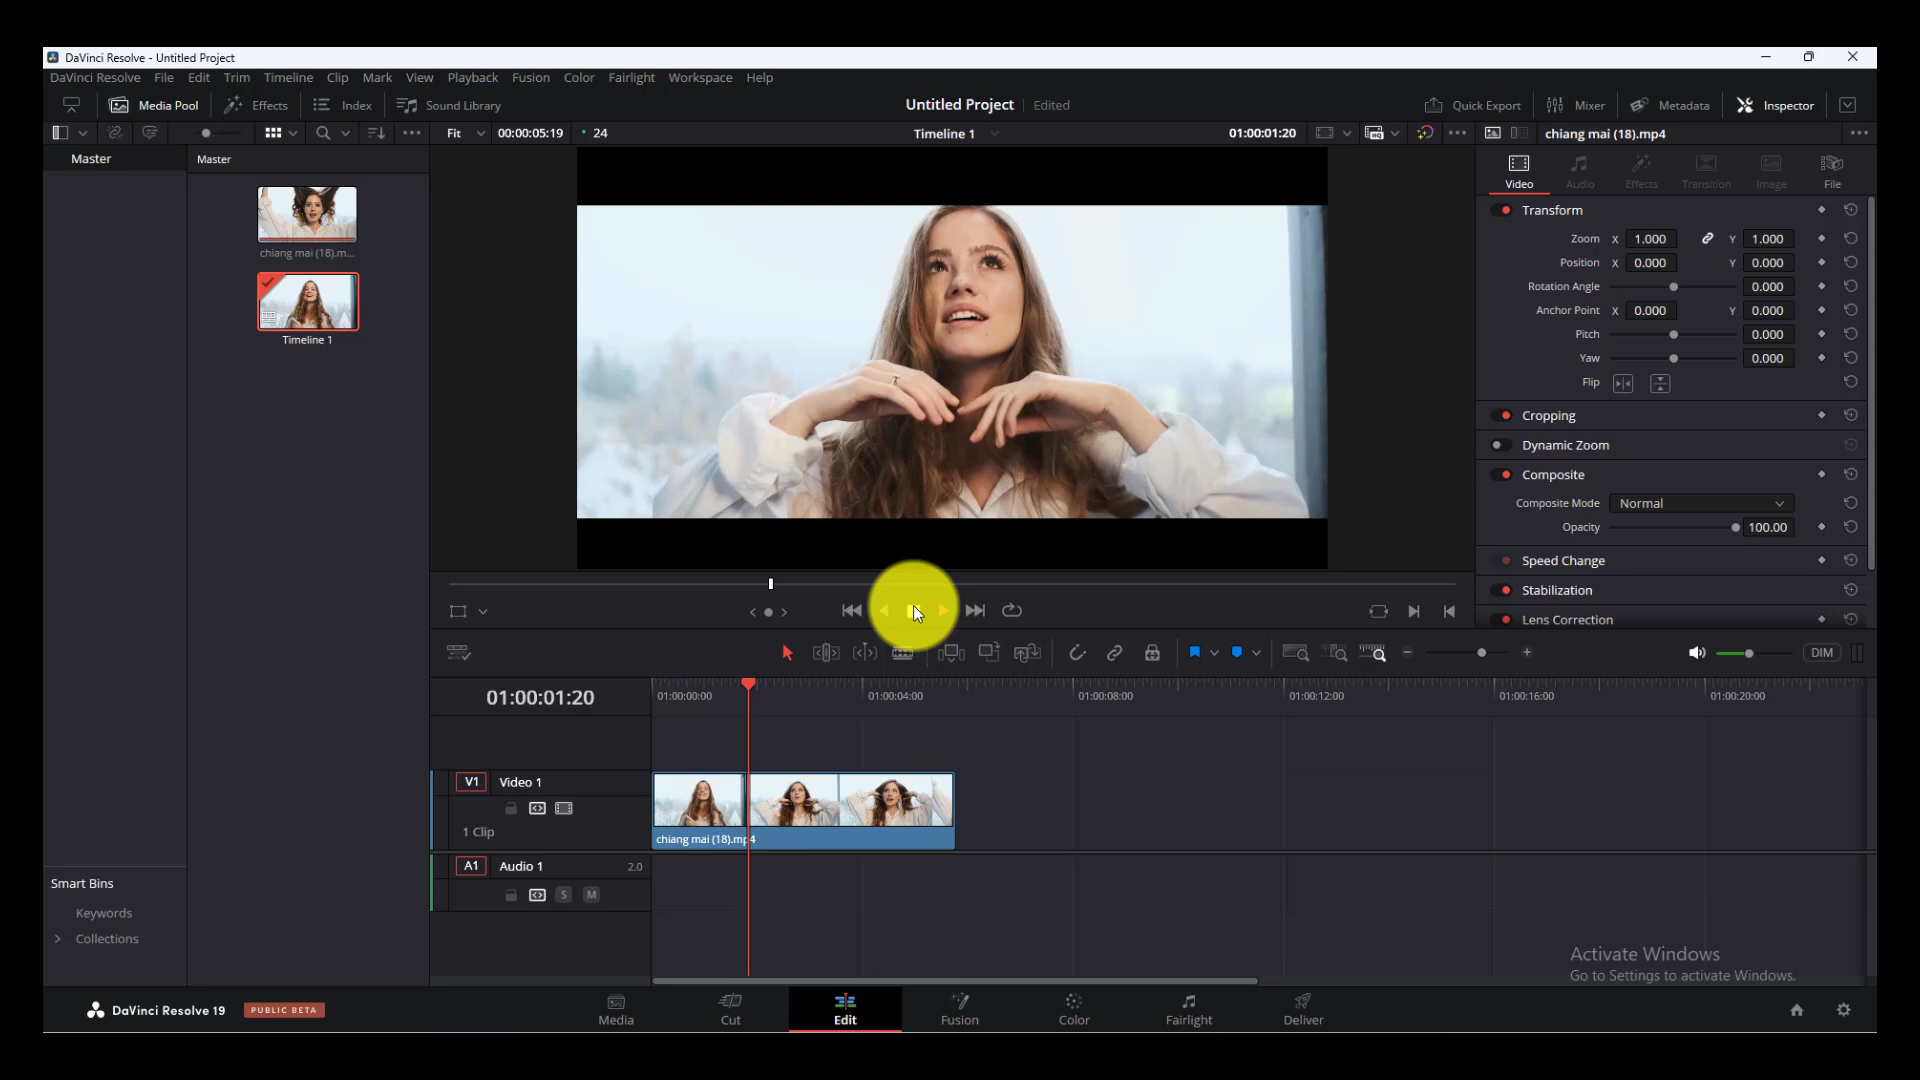 DaVinci Resolve - Untitled Project
DaVinci Resolve File Edit Trim Timeline Clip Mark View Playback Fusion Color Fairlight Workspace Help
Media Pool Effects Index Sound Library Untitled Project Edited Quick Export Mixer Metadata Inspector
Fit 00:00:05:19 24 Timeline 1 01:00:01:20 chiang mai (18).mp4
Master Master
Video Audio Effects Transition Image File
chiang mai (18).m...
Timeline 1
Transform
Zoom X 1.000 Y 1.000
Position X 0.000 Y 0.000
Rotation Angle 0.000
Anchor Point X 0.000 Y 0.000
Pitch 0.000
Yaw 0.000
Flip
Cropping
Dynamic Zoom
Composite
Composite Mode Normal
Opacity 100.00
Speed Change
Stabilization
Lens Correction
DIM
01:00:01:20 01:00:00:00 01:00:04:00 01:00:08:00 01:00:12:00 01:00:16:00 01:00:20:00
V1 Video 1
1 Clip
chiang mai (18).mp4
A1 Audio 1 2.0
S M
Smart Bins
Keywords
Collections
Activate Windows
Go to Settings to activate Windows.
DaVinci Resolve 19 PUBLIC BETA
Media Cut Edit Fusion Color Fairlight Deliver